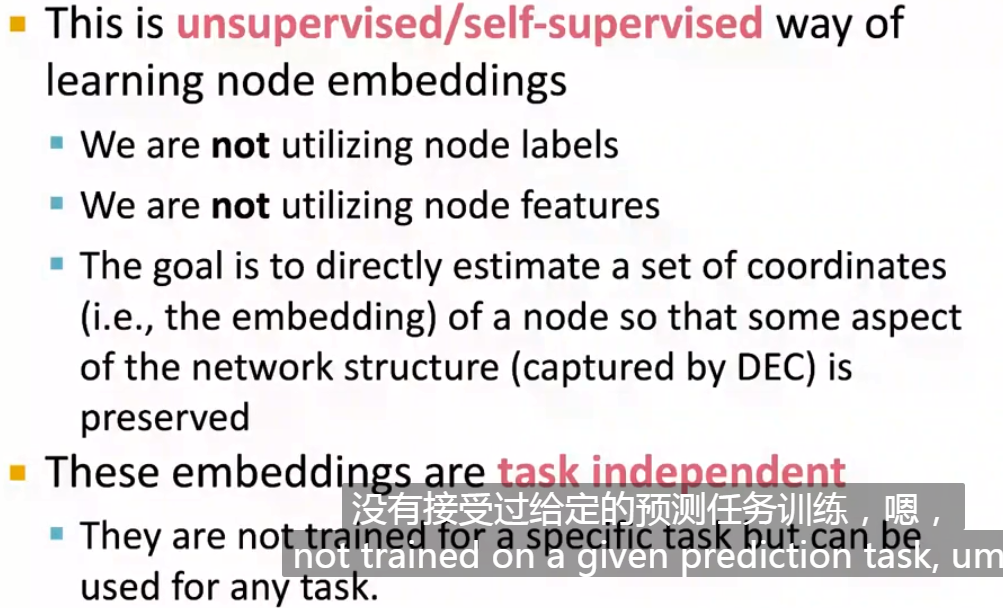 This is unsupervised/self-supervised way of
learning node embeddings
We are not utilizing node labels
We are not utilizing node features
The goal is to directly estimate a set of coordinates
(i.e., the embedding) of a node so that some aspect
of the network structure (captured by DEC) is
preserved
These embeddings are task independent
没有接受过给定的预测任务训练，嗯，
They are not trained for a specific task but can be
not trained on a given prediction task, um
used for any task.